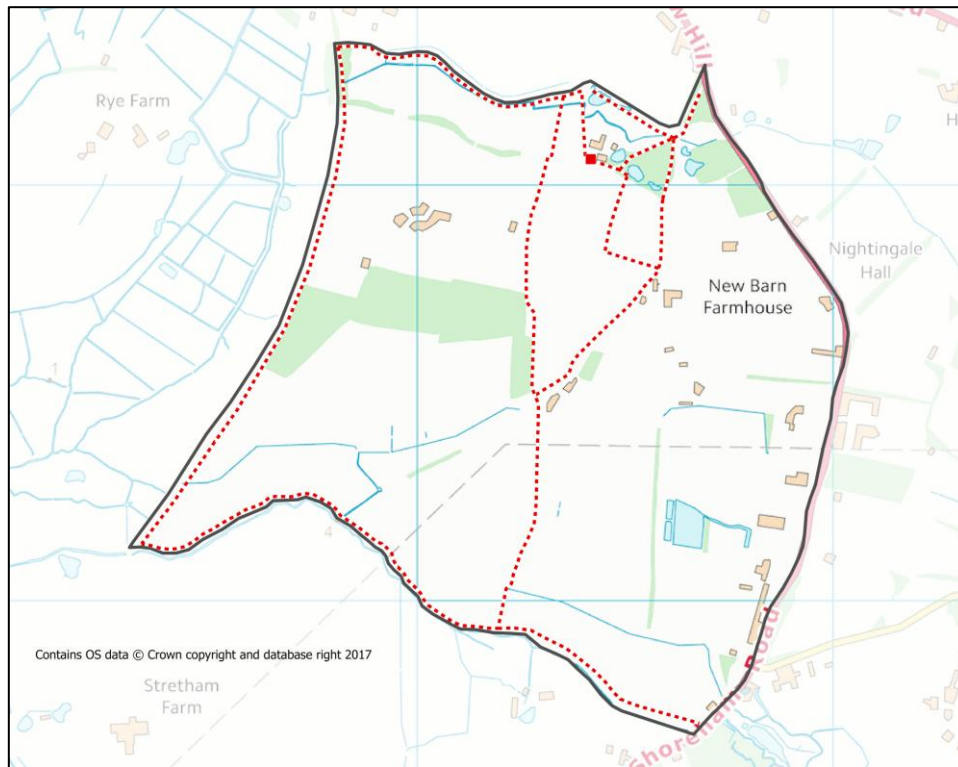 w Hill
Rye Farm
Nightingale
Hall
New Barn
Farmhouse
1
4
Contains OS data © Crown copyright and database right 2017
Stretham
Farm
Shoreham Road
H